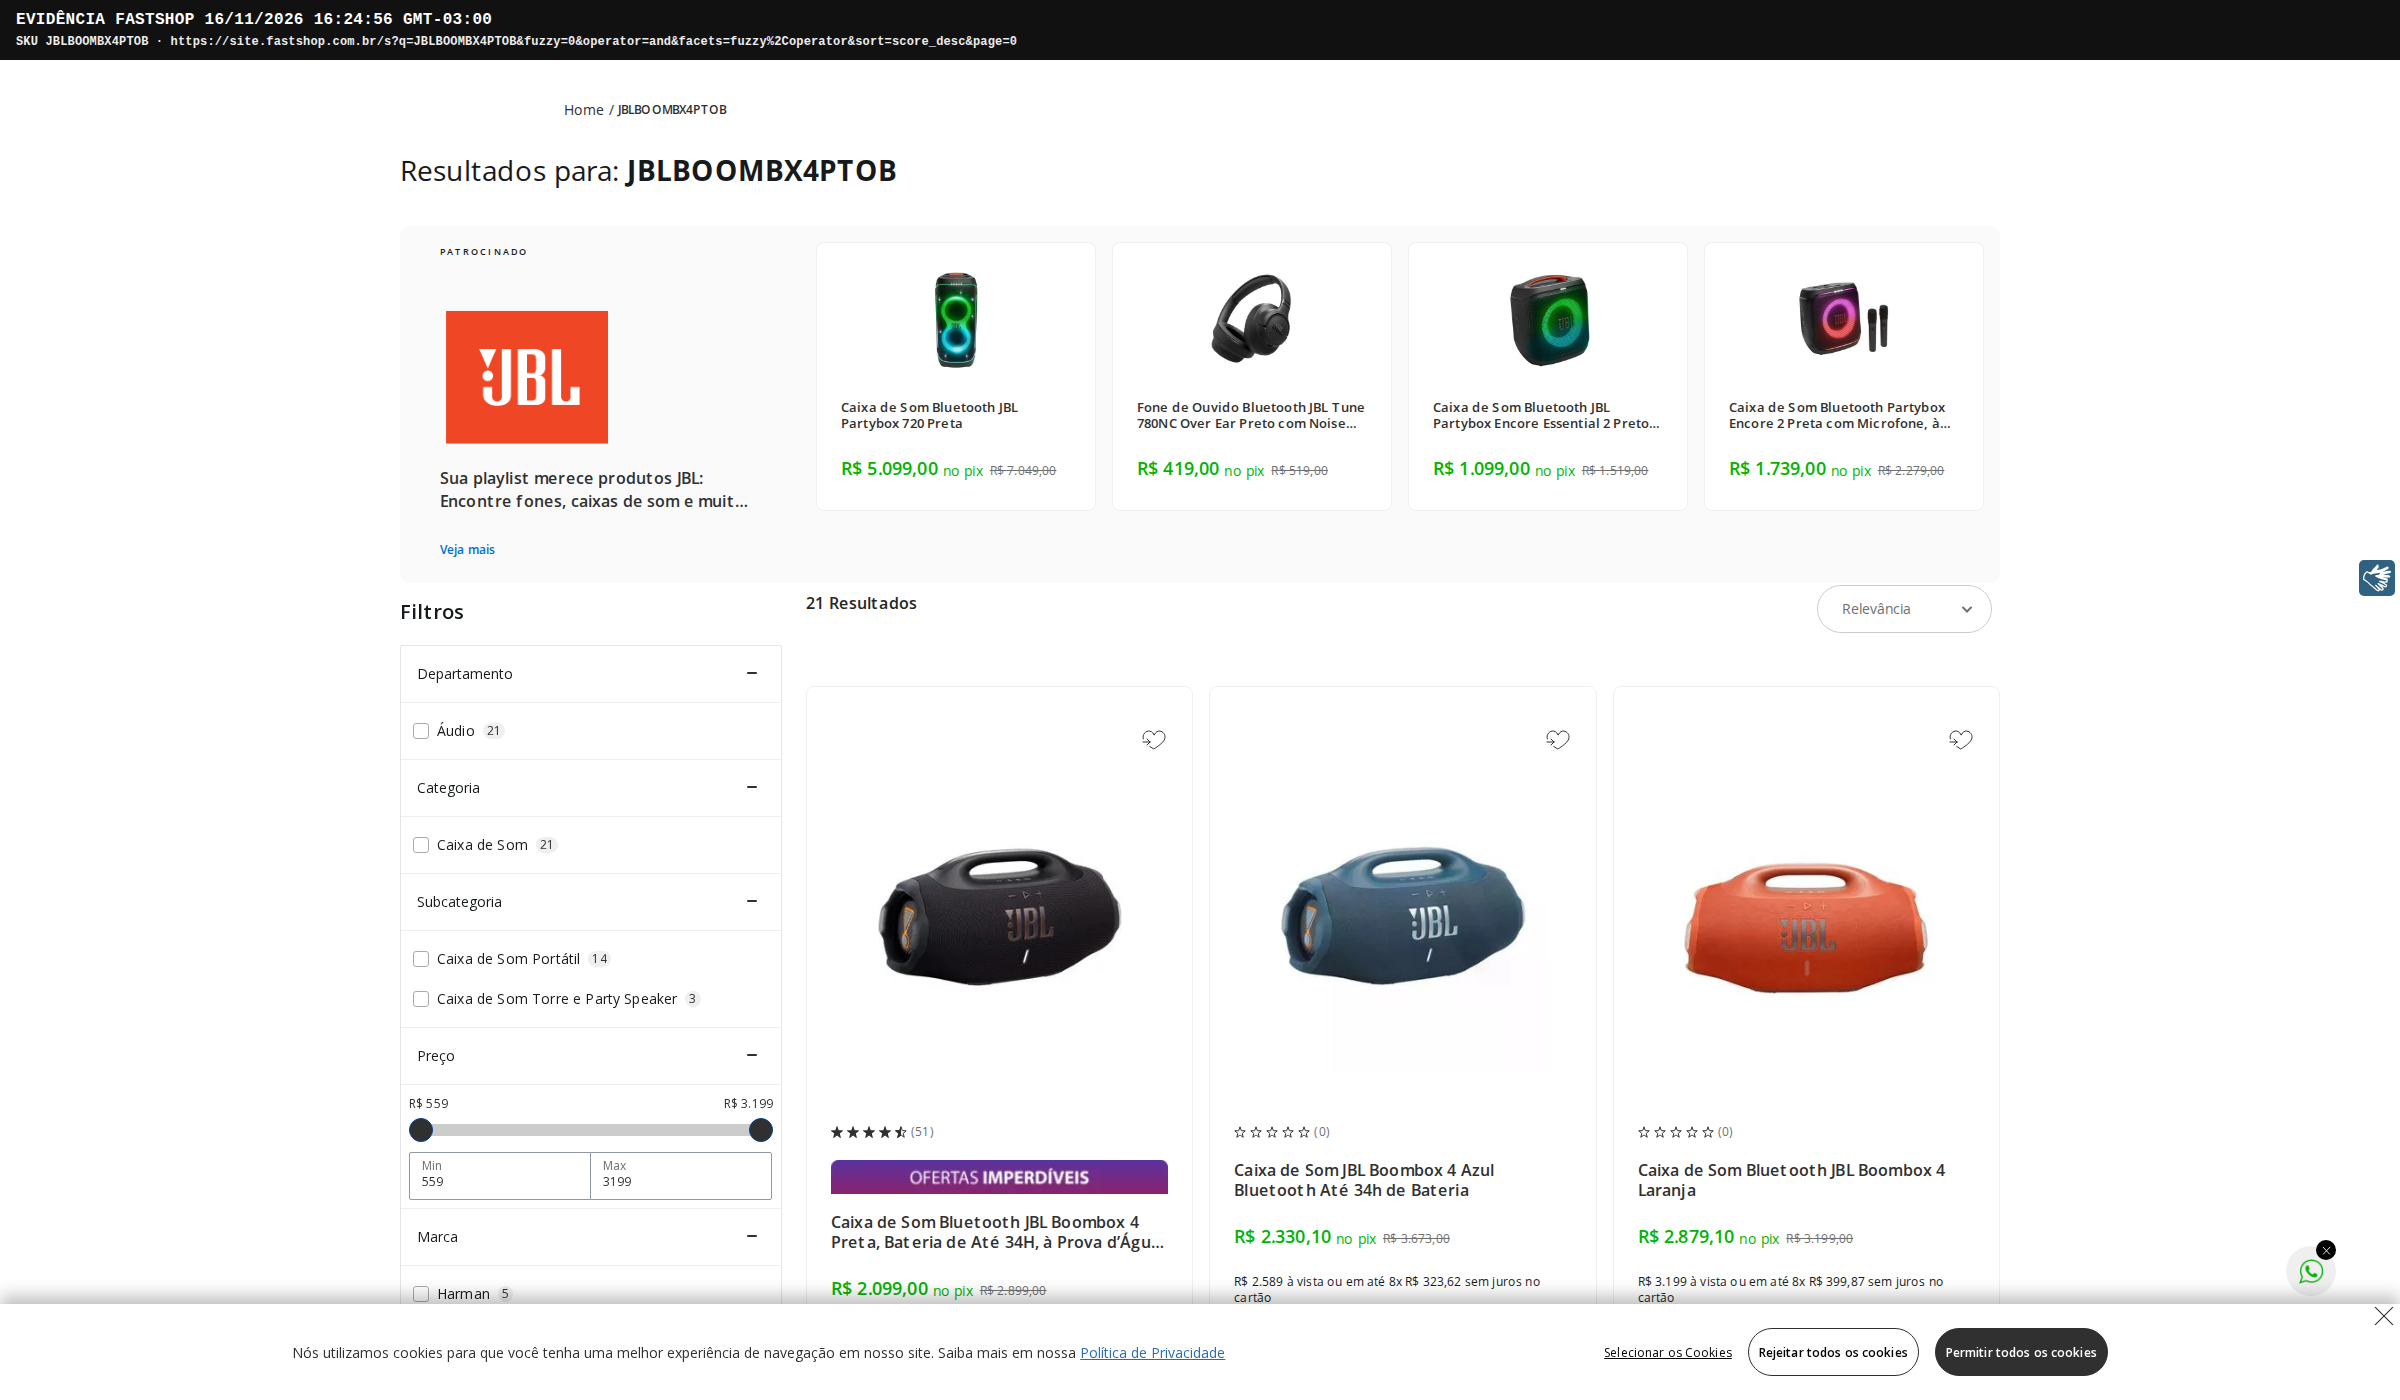 EVIDÊNCIA FASTSHOP 16/11/2026 16:24:56 GMT-03:00
SKU JBLBOOMBX4PTOB · https://site.fastshop.com.br/s?q=JBLBOOMBX4PTOB&fuzzy=0&operator=and&facets=fuzzy%2Coperator&sort=score_desc&page=0
Home / JBLBOOMBX4PTOB
Resultados para: JBLBOOMBX4PTOB
PATROCINADO
JBL
Sua playlist merece produtos JBL:
Encontre fones, caixas de som e muit...
Veja mais
Caixa de Som Bluetooth JBL
Partybox 720 Preta
R$ 5.099,00 no pix R$ 7.049,00
Fone de Ouvido Bluetooth JBL Tune
780NC Over Ear Preto com Noise...
R$ 419,00 no pix R$ 519,00
Caixa de Som Bluetooth JBL
Partybox Encore Essential 2 Preto...
R$ 1.099,00 no pix R$ 1.519,00
Caixa de Som Bluetooth Partybox
Encore 2 Preta com Microfone, à...
R$ 1.739,00 no pix R$ 2.279,00
Filtros
Departamento
Áudio 21
Categoria
Caixa de Som 21
Subcategoria
Caixa de Som Portátil 14
Caixa de Som Torre e Party Speaker 3
Preço
R$ 559 R$ 3.199
Min
559
Max
3199
Marca
Harman 5
21 Resultados
Relevância
JBL
(51)
OFERTAS IMPERDÍVEIS
Caixa de Som Bluetooth JBL Boombox 4
Preta, Bateria de Até 34H, à Prova d’Águ...
R$ 2.099,00 no pix R$ 2.899,00
JBL
(0)
Caixa de Som JBL Boombox 4 Azul
Bluetooth Até 34h de Bateria
R$ 2.330,10 no pix R$ 3.673,00
R$ 2.589 à vista ou em até 8x R$ 323,62 sem juros no
cartão
JBL
(0)
Caixa de Som Bluetooth JBL Boombox 4
Laranja
R$ 2.879,10 no pix R$ 3.199,00
R$ 3.199 à vista ou em até 8x R$ 399,87 sem juros no
cartão
Nós utilizamos cookies para que você tenha uma melhor experiência de navegação em nosso site. Saiba mais em nossa Política de Privacidade
Selecionar os Cookies
Rejeitar todos os cookies
Permitir todos os cookies